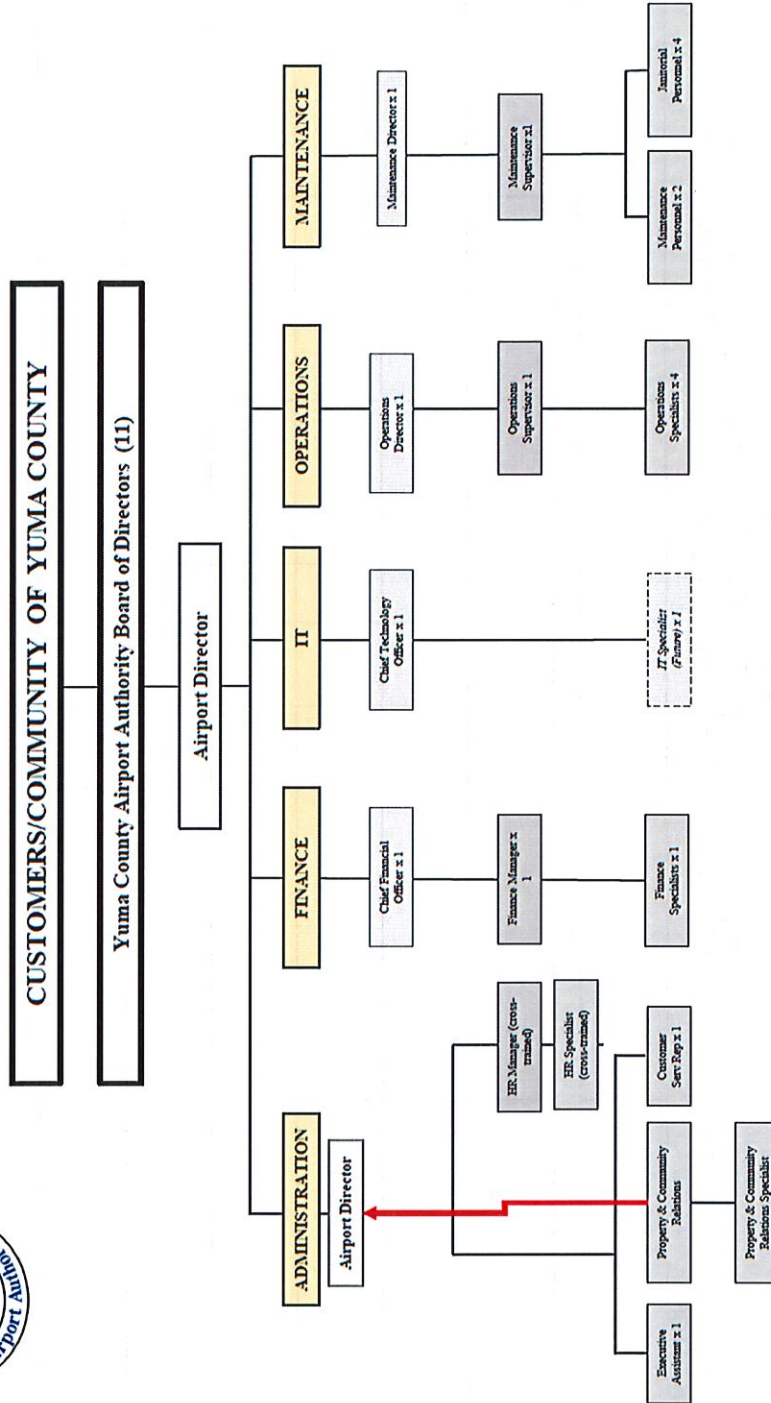 CUSTOMERS/COMMUNITY OF YUMA COUNTY
Yuma County Airport Authority Board of Directors (11)
Airport Director
ADMINISTRATION
Airport Director
HR Manager (cross-
trained)
HR Specialist
(cross-trained)
Executive
Assistant x 1
Property & Community
Relations
Customer
Serv Rep x 1
Property & Community
Relations Specialist
FINANCE
Chief Financial
Officer x 1
Finance Manager x
1
Finance
Specialists x 1
IT
Chief Technology
Officer x 1
IT Specialist
(Future) x 1
OPERATIONS
Operations
Director x 1
Operations
Supervisor x 1
Operations
Specialists x 4
MAINTENANCE
Maintenance Director x 1
Maintenance
Supervisor x1
Maintenance
Personnel x 2
Janitorial
Personnel x 4